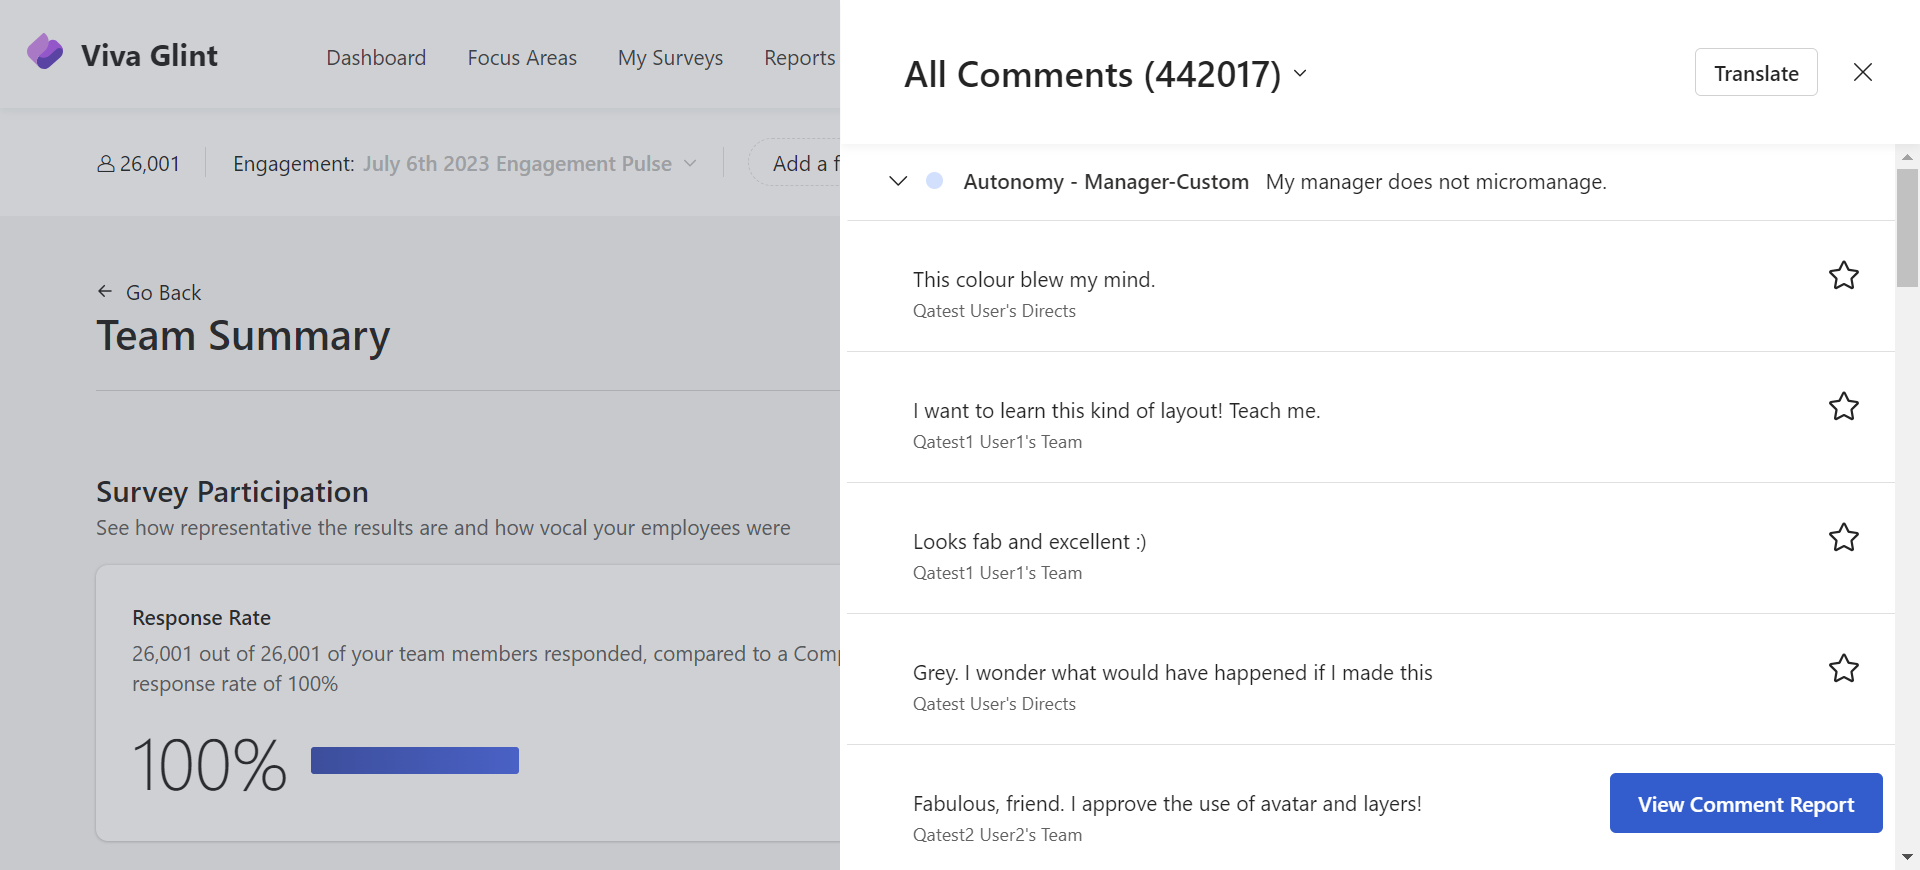 Viva Glint
Dashboard
Focus Areas
My Surveys
Reports
26,001
Engagement: July 6th 2023 Engagement Pulse
Add a
Go Back
Team Summary
Survey Participation
See how representative the results are and how vocal your employees were
Response Rate
26,001 out of 26,001 of your team members responded, compared to a
response rate of 100%
100%
All Comments (442017)
Translate
Autonomy - Manager-Custom My manager does not micromanage.
This colour blew my mind.
Qatest User's Directs
I want to learn this kind of layout! Teach me.
Qatest1 User1's Team
Looks fab and excellent :)
Qatest1 User1's Team
Grey. I wonder what would have happened if I made this
Qatest User's Directs
Fabulous, friend. I approve the use of avatar and layers!
Qatest2 User2's Team
View Comment Report